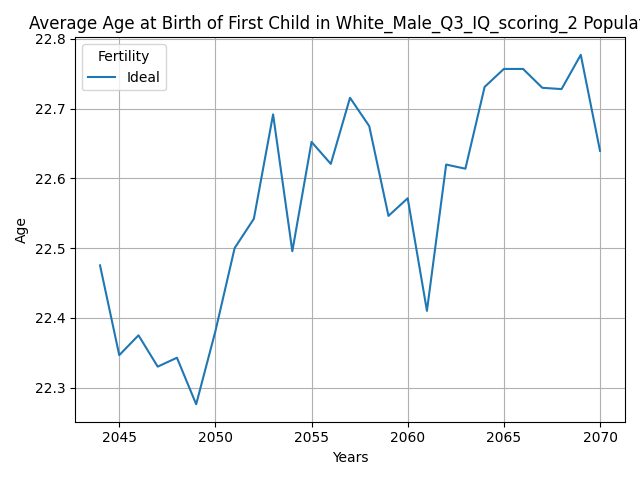 Average Age at Birth of First Child in White_Male_Q3_IQ_scoring_2 Popula
22.8
Fertility
Ideal
22.7
22.6
Age
22.5
22.4
22.3
2045 2050 2055 2060 2065 2070
Years